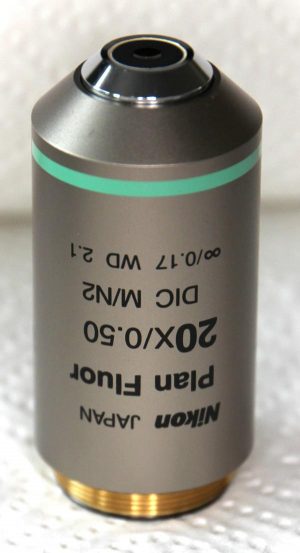 Nikon JAPAN
Plan Fluor
20x/0.50
DIC M/N2
∞/0.17 WD 2.1